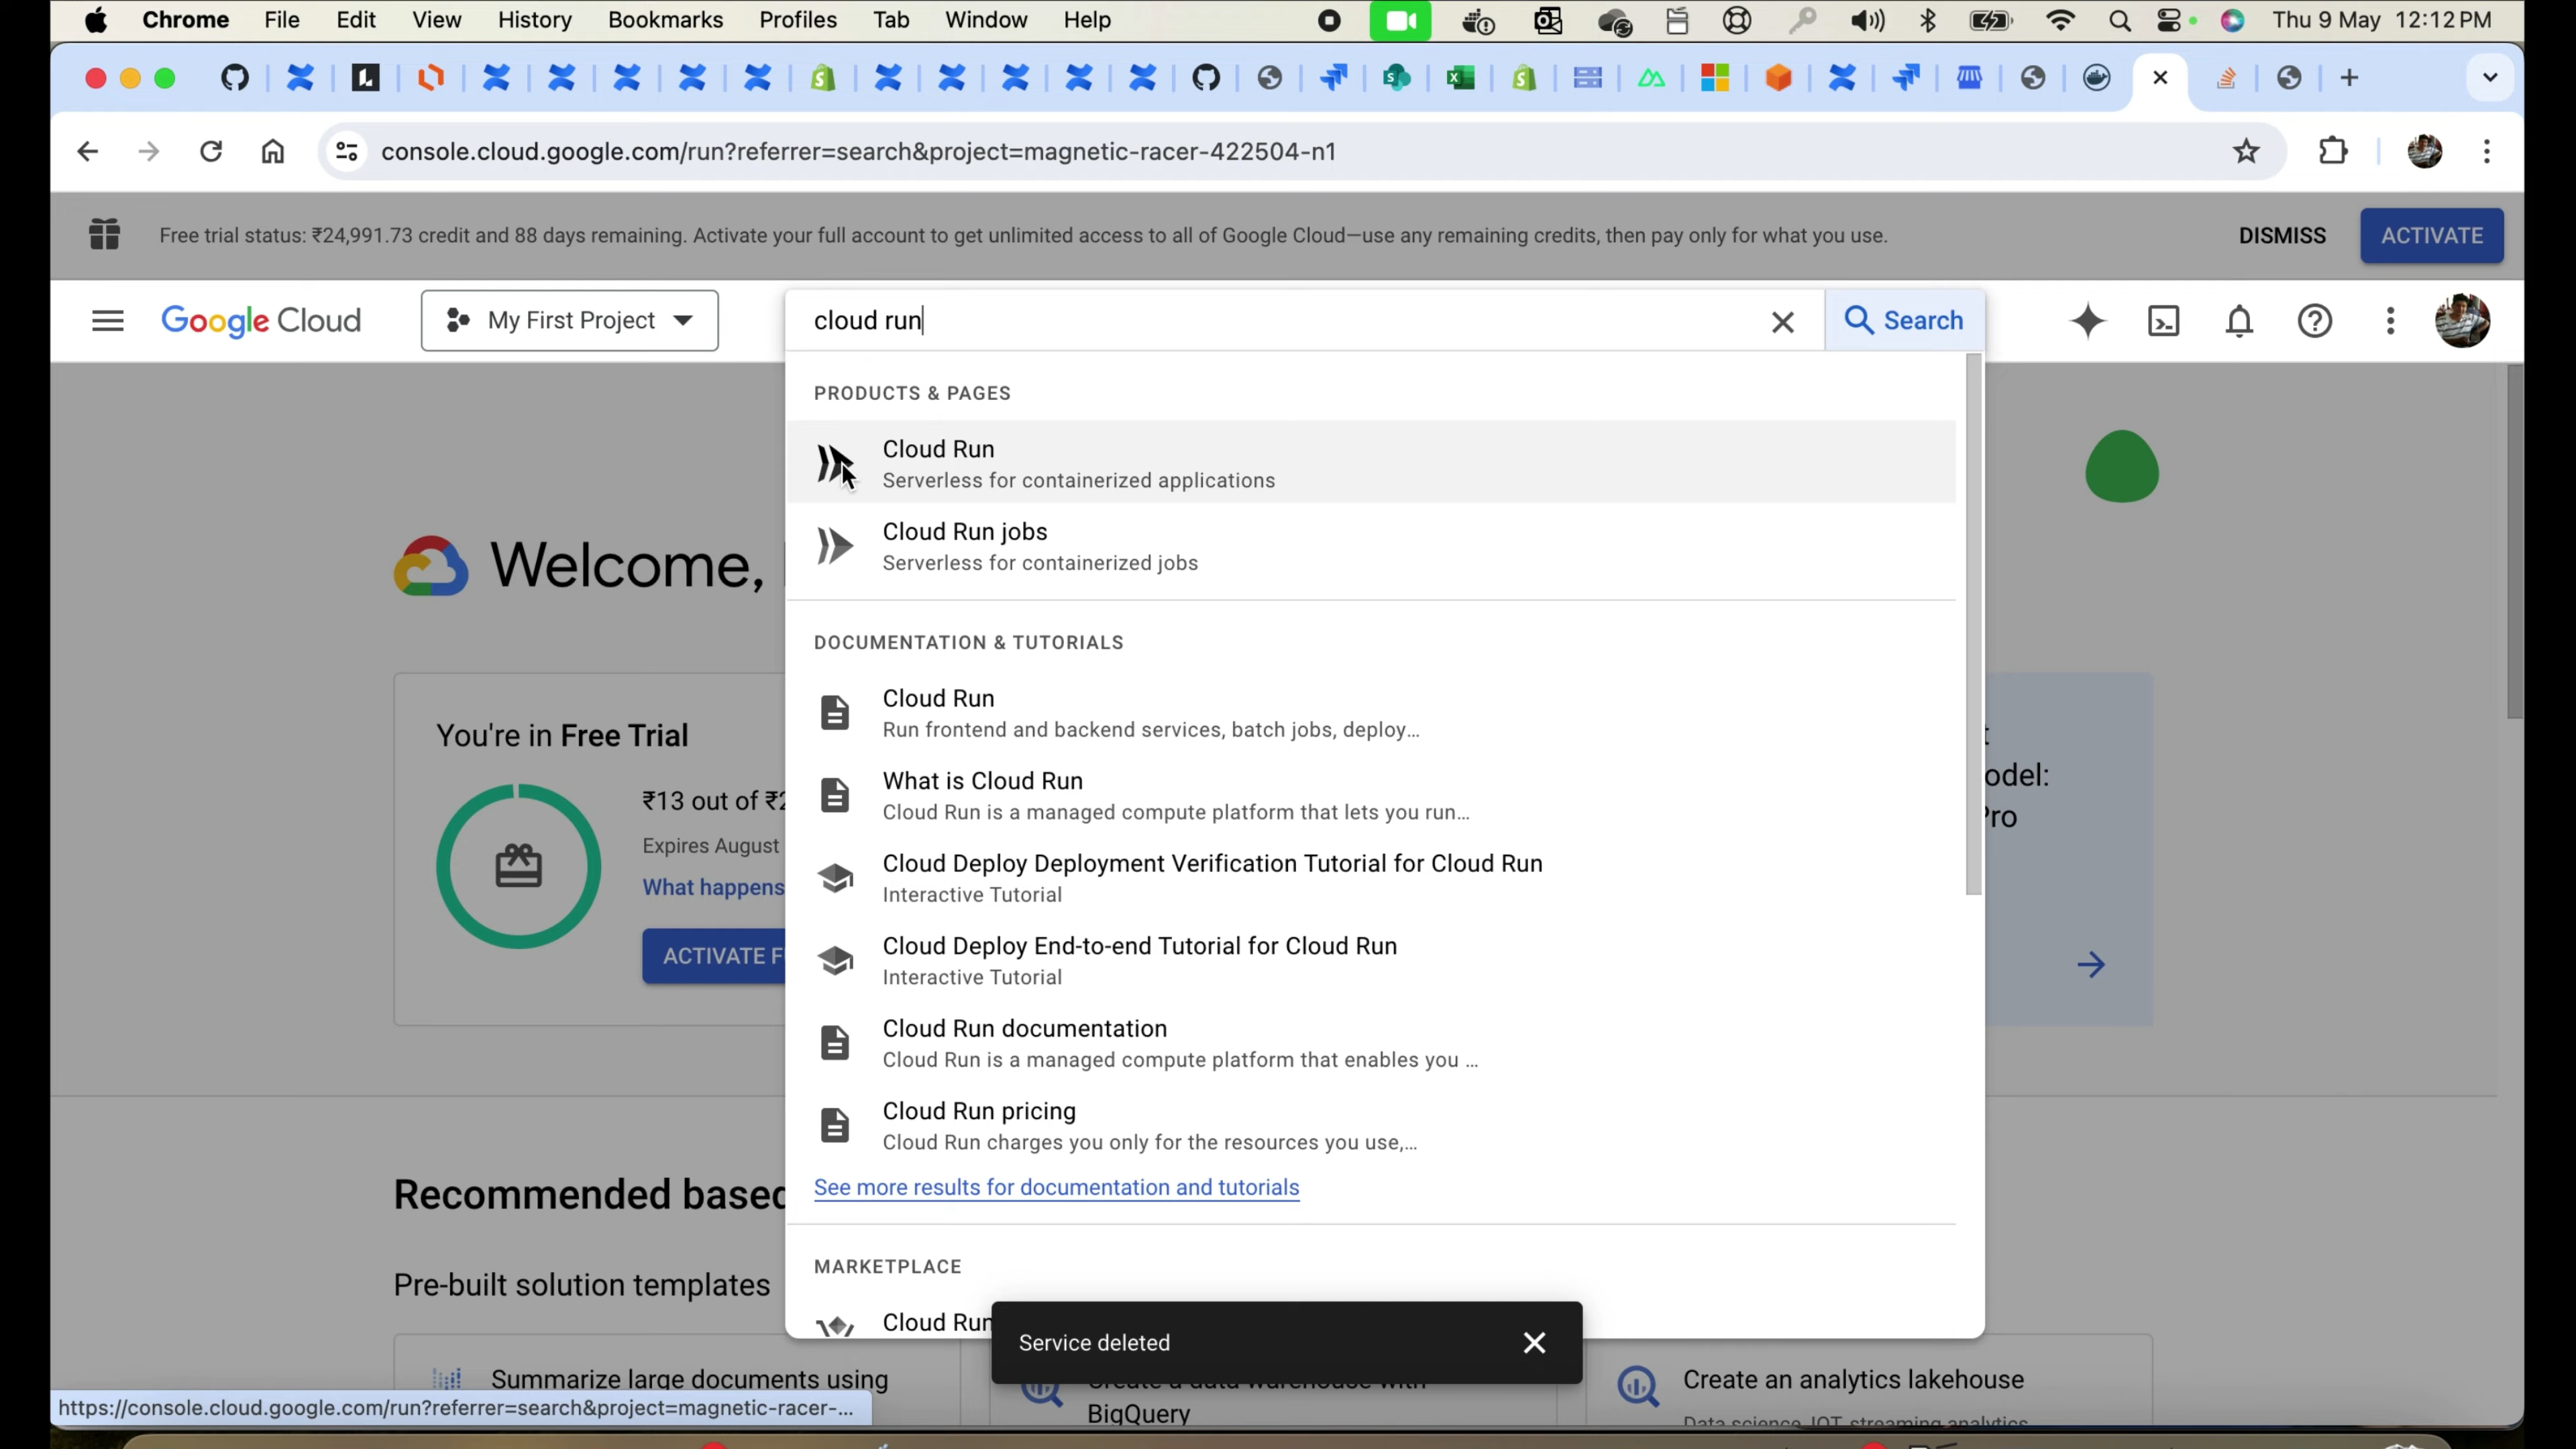 Chrome File Edit View History Bookmarks Profiles Tab Window Help Thu 9 May 12:12 PM
console.cloud.google.com/run?referrer=search&project=magnetic-racer-422504-n1
Free trial status: ₹24,991.73 credit and 88 days remaining. Activate your full account to get unlimited access to all of Google Cloud—use any remaining credits, then pay only for what you use.
DISMISS
ACTIVATE
Google Cloud
My First Project
cloud run
Search
PRODUCTS & PAGES
Cloud Run
Serverless for containerized applications
Cloud Run jobs
Serverless for containerized jobs
DOCUMENTATION & TUTORIALS
Cloud Run
Run frontend and backend services, batch jobs, deploy…
What is Cloud Run
Cloud Run is a managed compute platform that lets you run…
Cloud Deploy Deployment Verification Tutorial for Cloud Run
Interactive Tutorial
Cloud Deploy End-to-end Tutorial for Cloud Run
Interactive Tutorial
Cloud Run documentation
Cloud Run is a managed compute platform that enables you …
Cloud Run pricing
Cloud Run charges you only for the resources you use,…
See more results for documentation and tutorials
MARKETPLACE
Cloud Run
Service deleted
Welcome,
You're in Free Trial
₹13 out of
Expires August
What happens
ACTIVATE
Recommended based
Pre-built solution templates
Summarize large documents using
Create a data warehouse with
BigQuery
Create an analytics lakehouse
Data science, IOT, streaming analytics
https://console.cloud.google.com/run?referrer=search&project=magnetic-racer-...